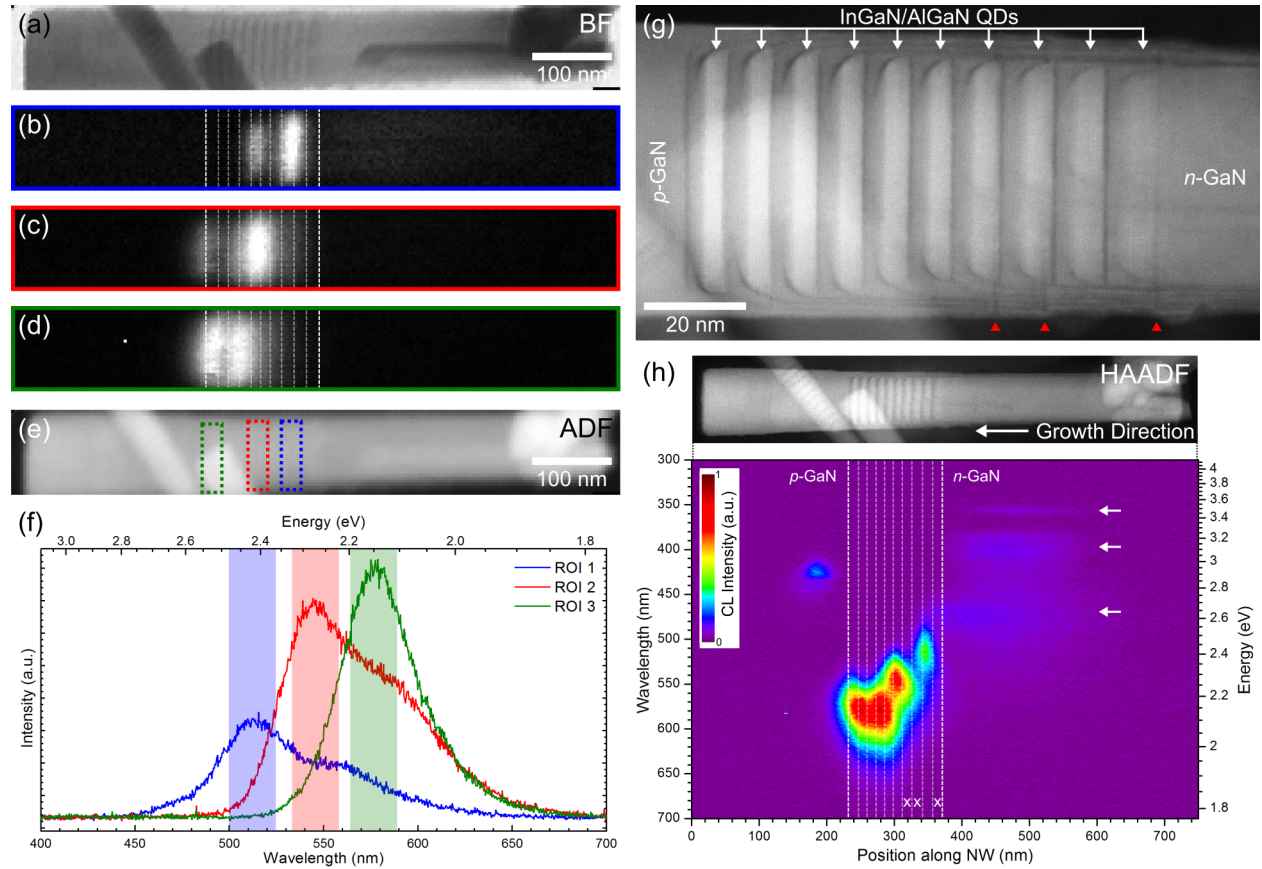 (a)
BF
100 nm
(b)
(c)
(d)
(e)
ADF
100 nm
(f)
Energy (eV)
3.0 2.8 2.6 2.4 2.2 2.0 1.8
ROI 1
ROI 2
ROI 3
Intensity (a.u.)
400 450 500 550 600 650 700
Wavelength (nm)
(g)
InGaN/AlGaN QDs
p-GaN
n-GaN
20 nm
(h)
HAADF
Growth Direction
300
350
400
450
500
550
600
650
700
Wavelength (nm)
1
CL Intensity (a.u.)
0
p-GaN
n-GaN
4
3.8
3.6
3.4
3.2
3
2.8
2.6
2.4
2.2
2
1.8
Energy (eV)
xx x
0 100 200 300 400 500 600 700
Position along NW (nm)